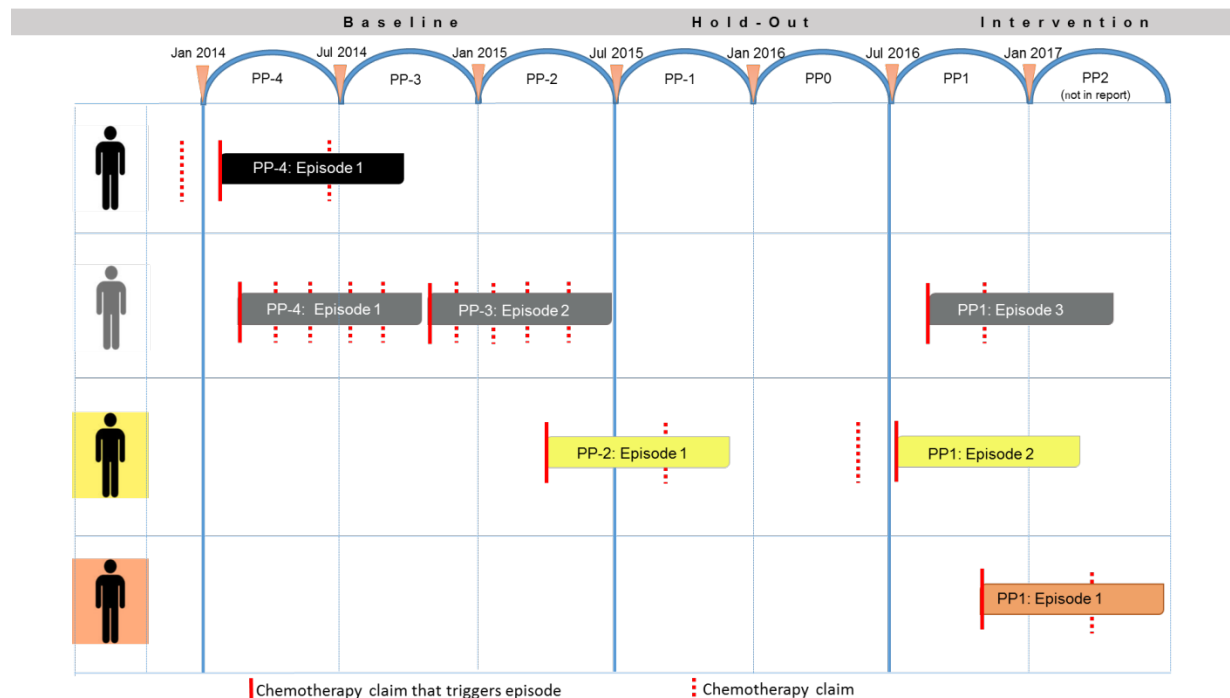 Baseline Hold-Out Intervention
Jan 2014 Jul 2014 Jan 2015 Jul 2015 Jan 2016 Jul 2016 Jan 2017
PP-4 PP-3 PP-2 PP-1 PP0 PP1 PP2
(not in report)
PP-4: Episode 1
PP-4: Episode 1 PP-3: Episode 2 PP1: Episode 3
PP-2: Episode 1 PP1: Episode 2
PP1: Episode 1
Chemotherapy claim that triggers episode Chemotherapy claim